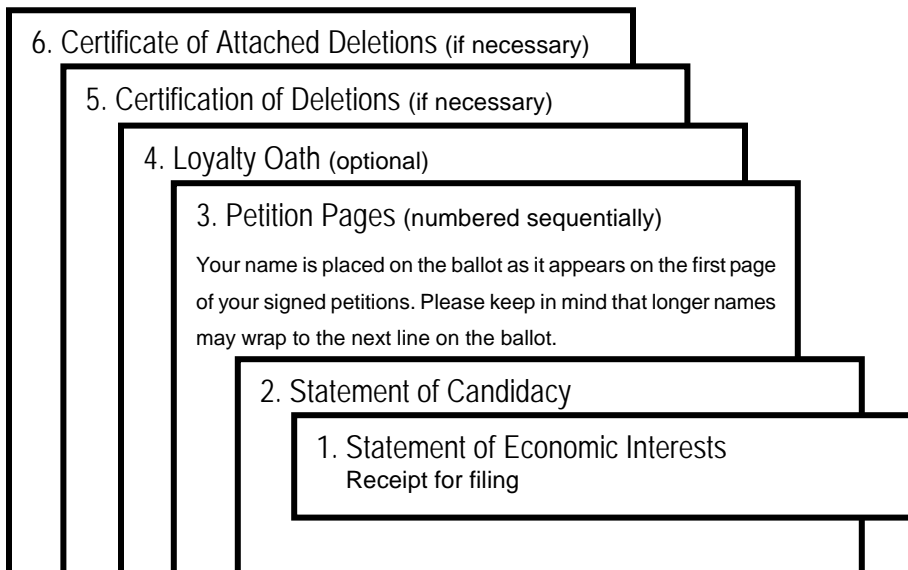 6. Certificate of Attached Deletions (if necessary)
5. Certification of Deletions (if necessary)
4. Loyalty Oath (optional)
3. Petition Pages (numbered sequentially)
Your name is placed on the ballot as it appears on the first page
of your signed petitions. Please keep in mind that longer names
may wrap to the next line on the ballot.
2. Statement of Candidacy
1. Statement of Economic Interests
Receipt for filing